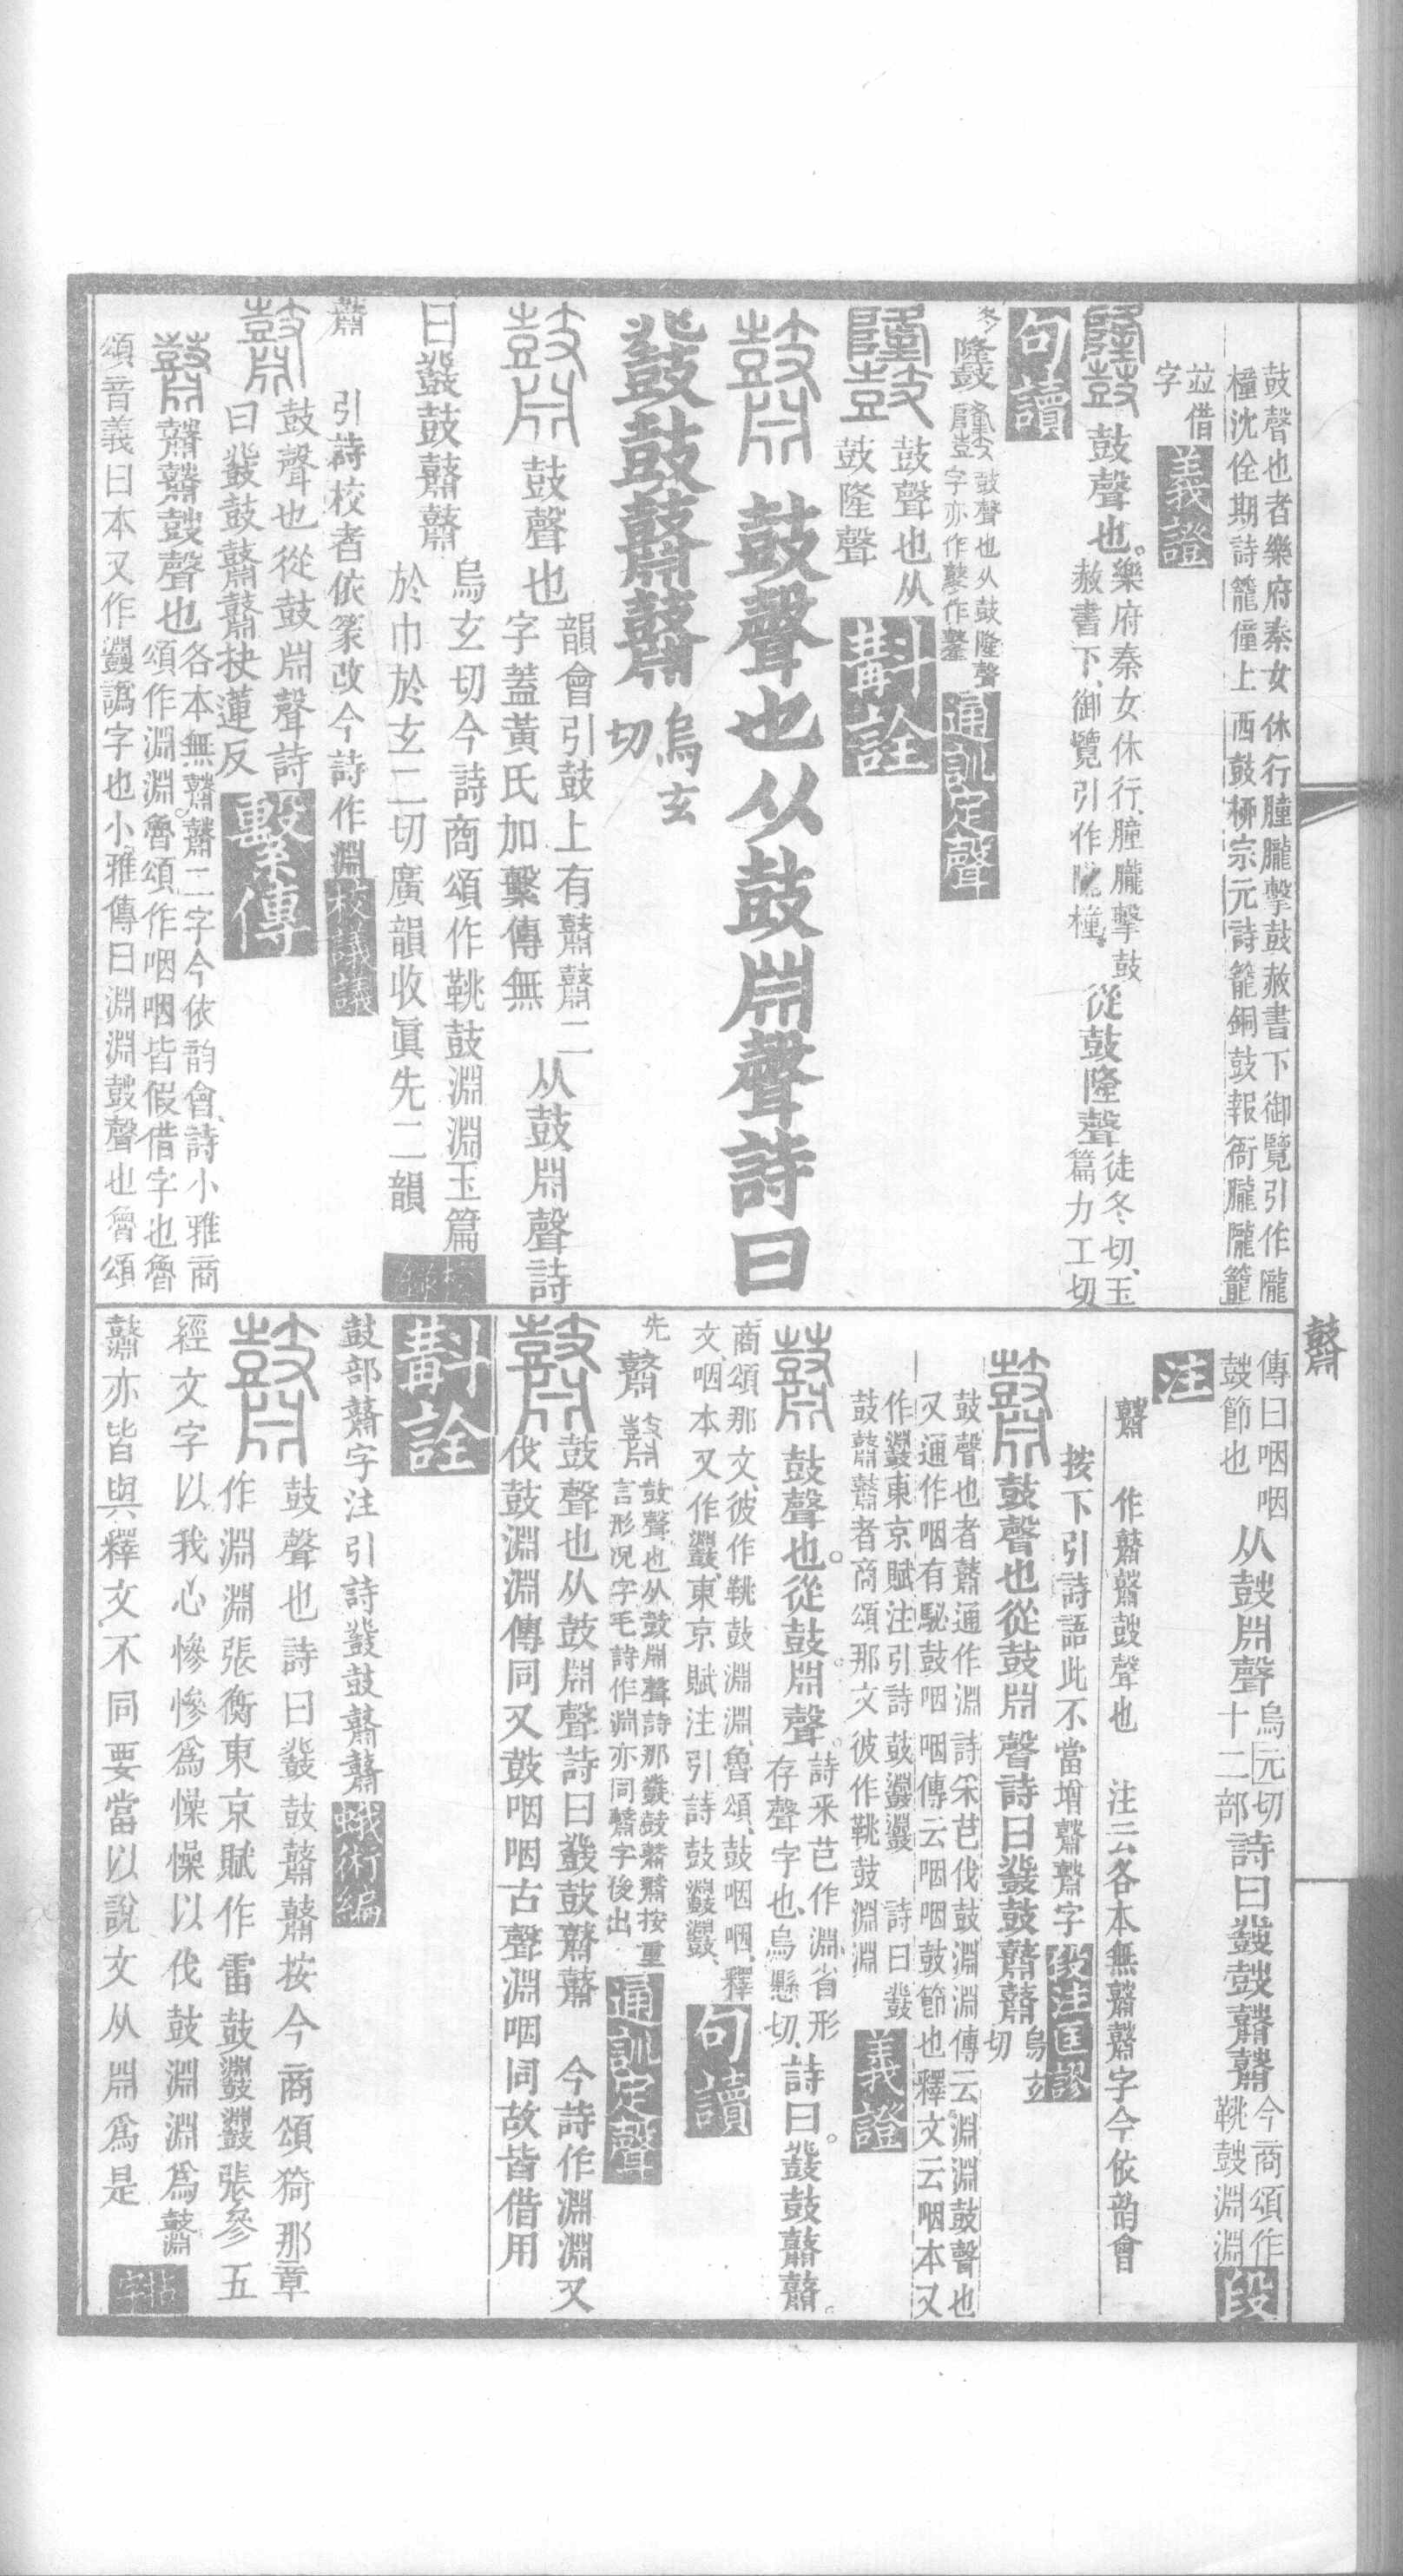 鼓聲也者樂府秦女休行朣朧擊鼓赦書下御覽引作隴
橦沈佺期詩籠僮上西鼓柳宗元詩籠銅鼓報衙朧隴籠
並借
字
義證
鼓聲也。樂府秦女休行、朣朧擊鼓
赦書下、御覽引作隴橦。
從鼓隆聲
徒冬切、玉
篇力工切
句讀
冬 鼓聲也从鼓隆聲
字亦作鼕作鼞
通訓定聲
鼓聲也从
鼓隆聲
斠詮
鼓聲也从鼓𣶒聲詩曰
鼗鼓鼘鼘
烏玄
切
鼓聲也
韻會引鼓上有鼘鼘二
字蓋黃氏加繫傳無
从鼓𣶒聲詩
曰鼗鼓鼘鼘
烏玄切今詩商頌作鞉鼓淵淵玉篇
於巾於玄二切廣韻收眞先二韻
校錄
鼘 引詩校者依篆改今詩作淵
校議議
鼓聲也從鼓𣶒聲詩
曰鼗鼓鼘鼘抉蓮反
繫傳
鼘鼘鼓聲也
各本無鼘鼘二字今依韵會、詩小雅商
頌作淵淵。魯頌作咽咽皆假借字也魯
頌音義曰本又作鼝譌字也小雅傳曰淵淵鼓聲也魯頌
鼘
傳曰咽咽
鼓節也
从鼓𣶒聲
烏元切
十二部
詩曰鼗鼓鼘鼘
今商頌作
鞉鼓淵淵
段
注
鼘 作鼘鼘鼓聲也 注云各本無鼘鼘字今依韵會
按下引詩語此不當增鼘鼘字
段注匡謬
鼓聲也從鼓𣶒聲詩曰鼗鼓鼘鼘
烏玄
切
鼓聲也者鼘通作淵詩采芑伐鼓淵淵傳云淵淵鼓聲也
又通作咽有駜鼓咽咽傳云咽咽鼓節也釋文云咽本又
作鼝東京賦注引詩鼓鼝鼝 詩曰鼗
鼓鼘鼘者商頌那文彼作鞉鼓淵淵
義證
鼓聲也。從鼓。𣶒聲。
詩采芑作淵、省形
存聲字也、烏懸切、
詩曰。鼗鼓鼘鼘。
商頌那文、彼作鞉鼓淵淵、魯頌、鼓咽咽、釋
文、咽本又作鼝、東京賦注引詩鼓鼝鼝、
句讀
先 鼘 鼓聲也从鼓𣶒聲詩那鼗鼓鼘鼘按重
言形况字毛詩作淵亦同鼘字後出
通訓定聲
鼓聲也从鼓𣶒聲詩曰鼗鼓鼘鼘 今詩作淵淵又
伐鼓淵淵傳同又鼓咽咽古聲淵咽同故皆借用
斠詮
鼓部鼘字注引詩鼗鼓鼘鼘
蛾術編
鼓聲也詩曰鼗鼓鼘鼘按今商頌猗那章
作淵淵張衡東京賦作雷鼓鼝鼝張參五
經文字以我心慘慘爲懆懆以伐鼓淵淵爲鼝
鼘亦皆與釋文不同要當以說文从𣶒爲是